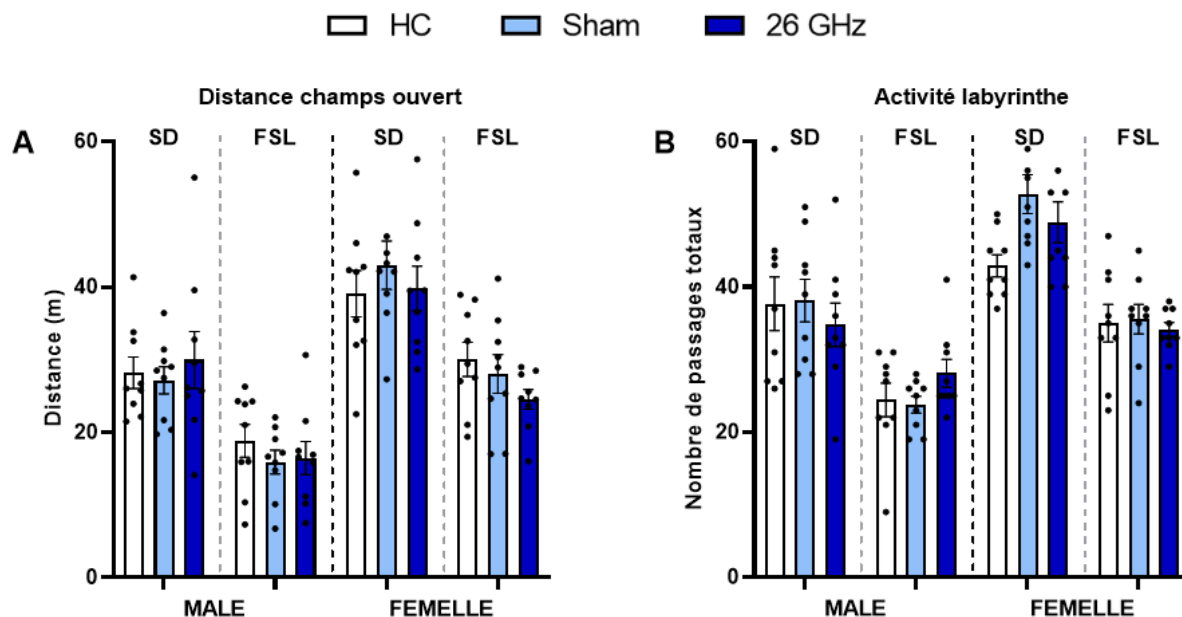 HC Sham 26 GHz
Distance champs ouvert
A
SD FSL SD FSL
Distance (m)
60
40
20
0
MALE FEMELLE
Activité labyrinthe
B
SD FSL SD FSL
Nombre de passages totaux
60
40
20
0
MALE FEMELLE